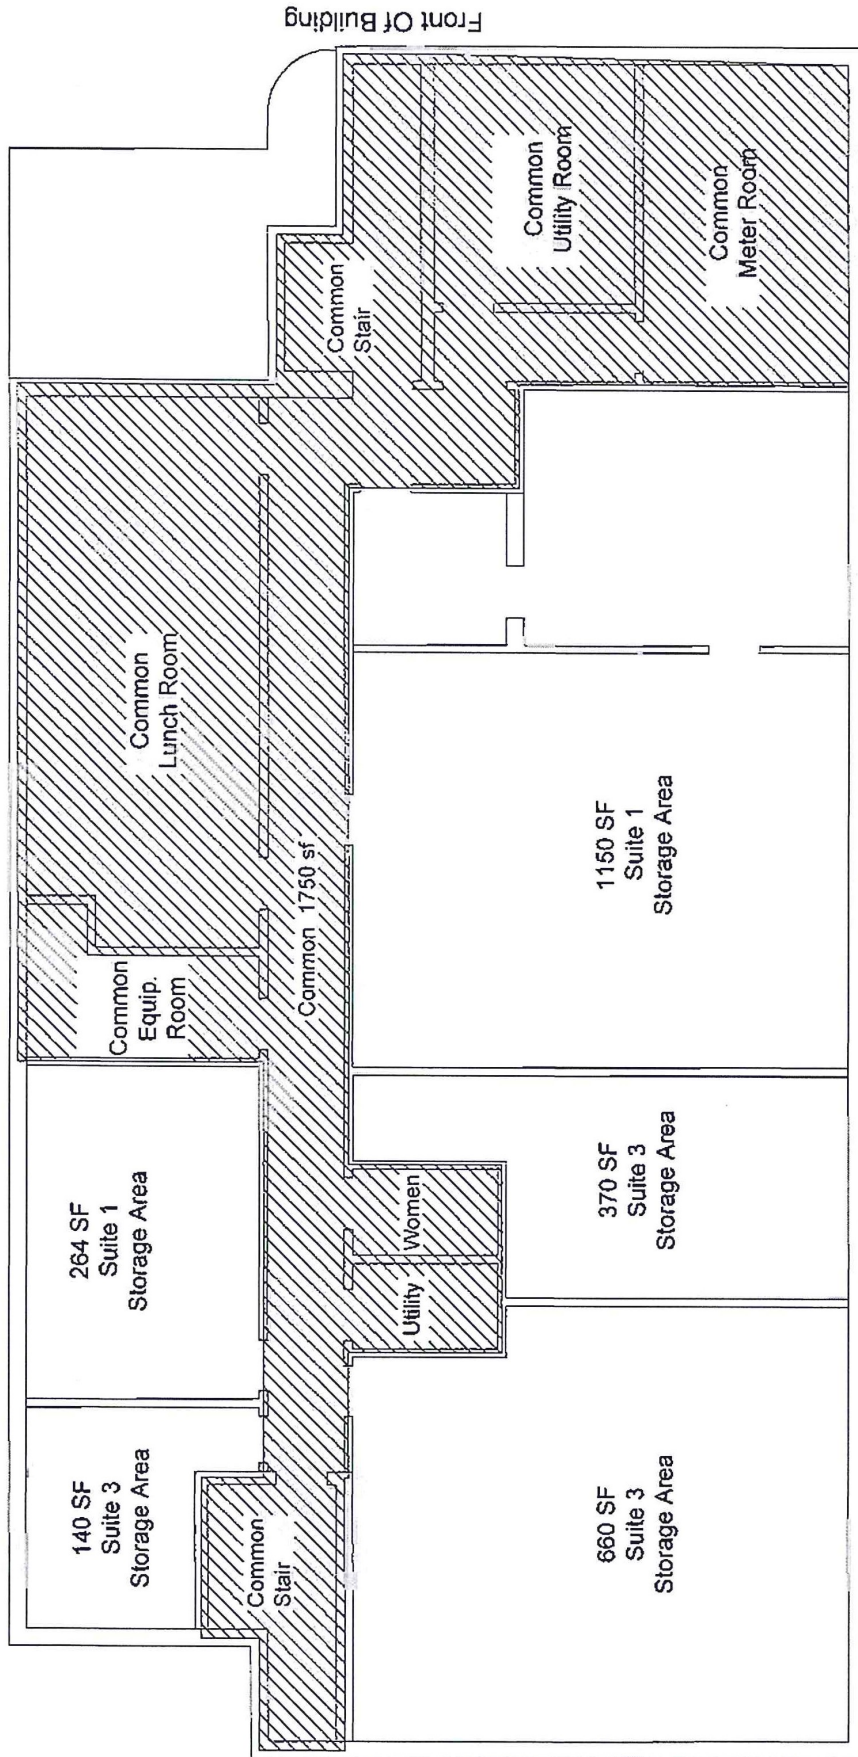 Front Of Building
Common
Stair
Common
Utility Room
Common
Meter Room
Common
Lunch Room
Common 1750 sf
Common
Equip.
Room
1150 SF
Suite 1
Storage Area
264 SF
Suite 1
Storage Area
Women
Utility
370 SF
Suite 3
Storage Area
140 SF
Suite 3
Storage Area
Common
Stair
660 SF
Suite 3
Storage Area